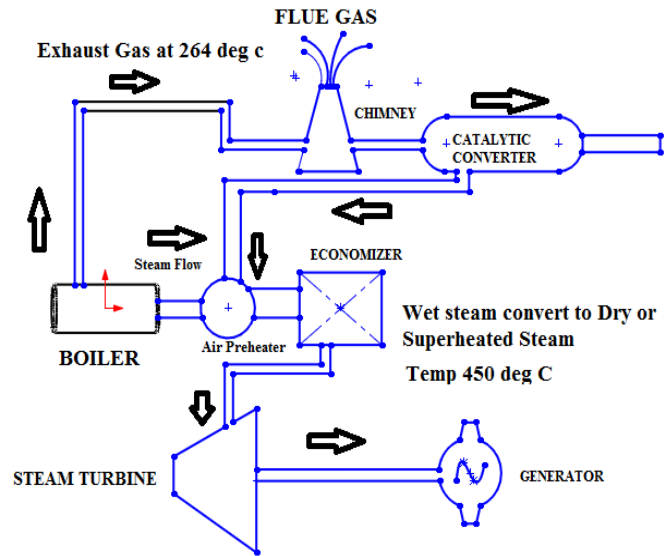 FLUE GAS
Exhaust Gas at 264 deg c
CHIMNEY
CATALYTIC
CONVERTER
Steam Flow
ECONOMIZER
BOILER
Air Preheater
Wet steam convert to Dry or
Superheated Steam
Temp 450 deg C
STEAM TURBINE
GENERATOR